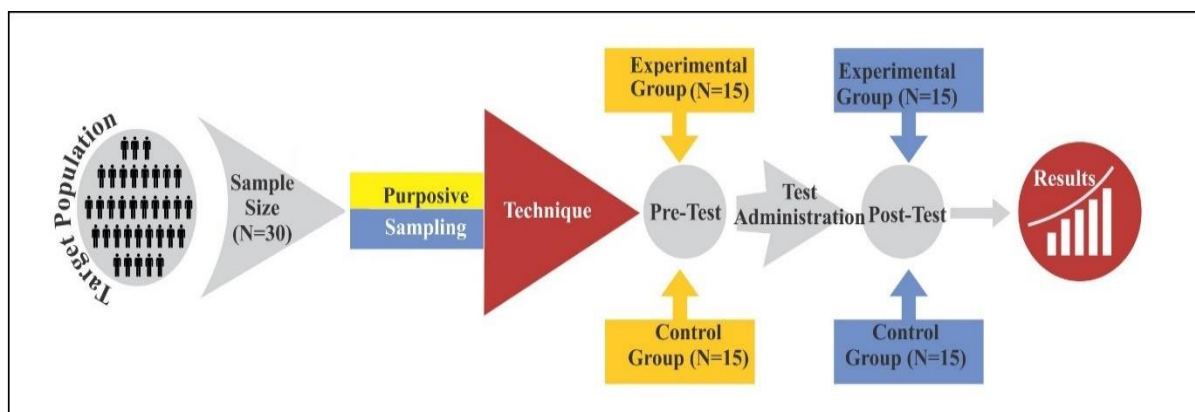 Target Population
Sample
Size
(N=30)
Purposive
Sampling
Technique
Experimental
Group (N=15)
Pre-Test
Control
Group (N=15)
Test
Administration
Experimental
Group (N=15)
Post-Test
Control
Group (N=15)
Results